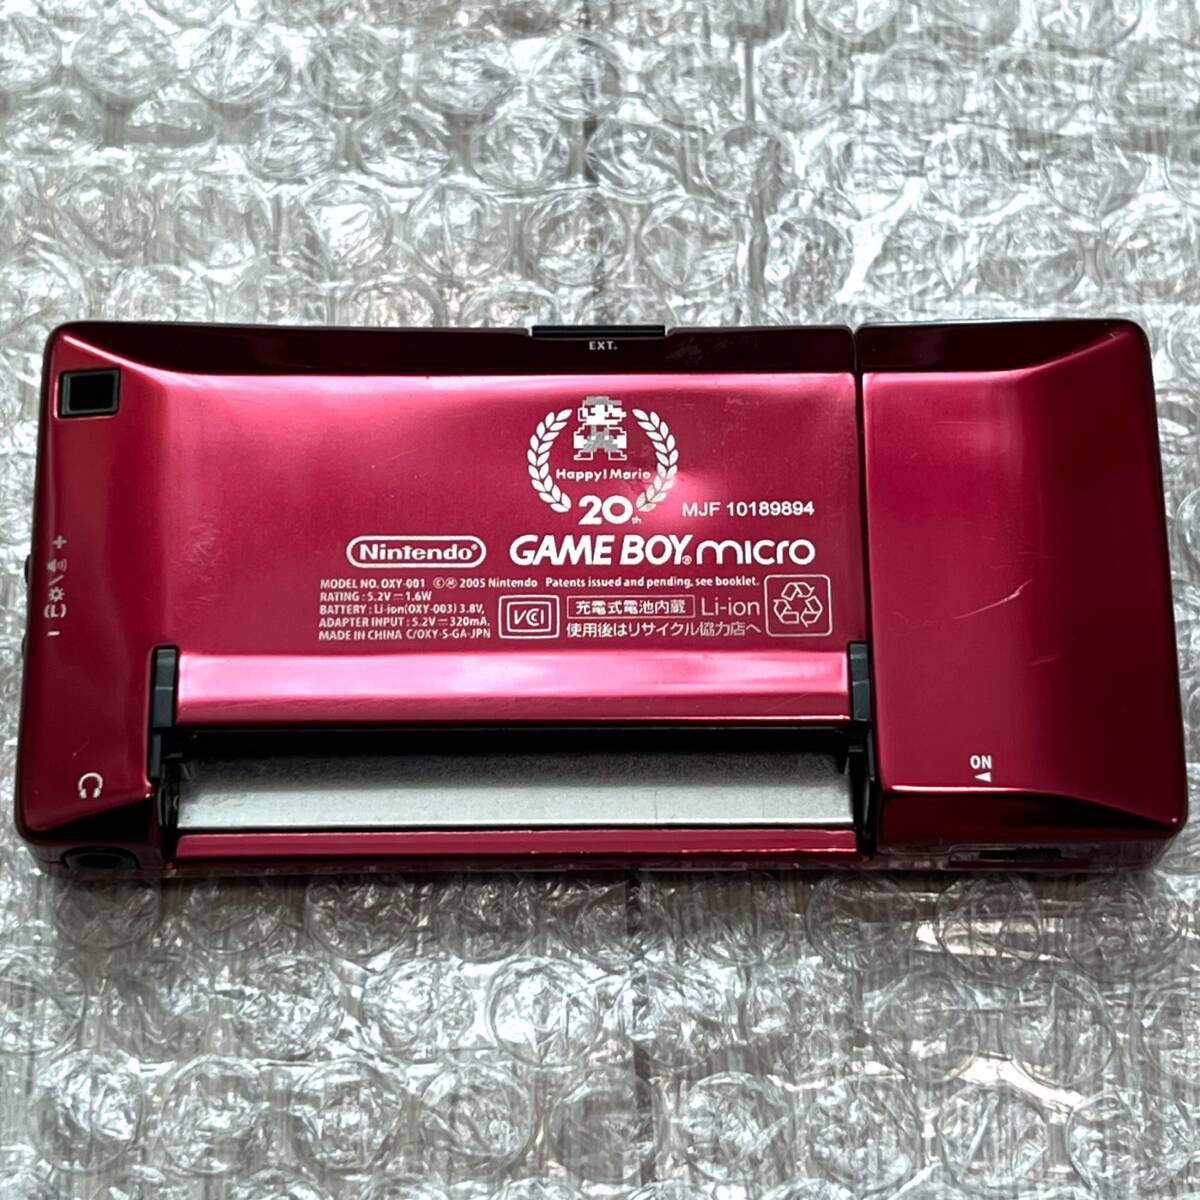 EXT.
Happy! Mario
20th
MJF 10189894
Nintendo® GAME BOY® micro
MODEL NO. OXY-001 ©Ⓜ 2005 Nintendo Patents issued and pending, see booklet.
RATING : 5.2V ⎓ 1.6W
BATTERY : Li-ion(OXY-003) 3.8V,
ADAPTER INPUT : 5.2V ⎓ 320mA,
MADE IN CHINA C/OXY-S-GA-JPN
VCI
充電式電池内蔵 Li-ion
使用後はリサイクル協力店へ
+
/
(L)
−
ON